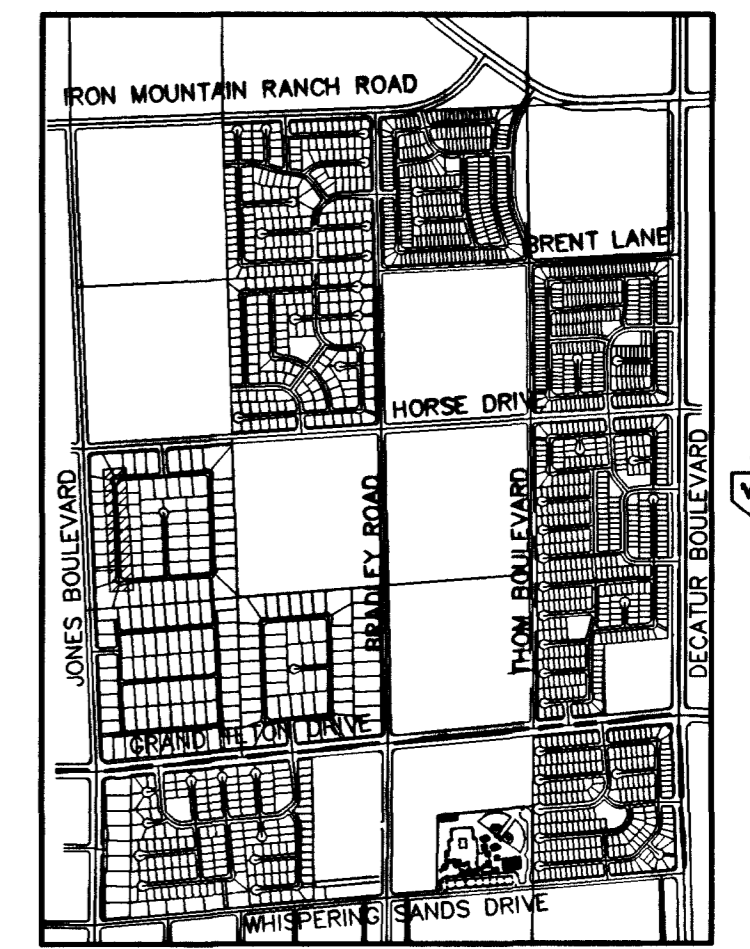 IRON MOUNTAIN RANCH ROAD
BRENT LANE
HORSE DRIVE
JONES BOULEVARD
BRADLEY ROAD
THOM BOULEVARD
DECATUR BOULEVARD
GRAND TETON DRIVE
WHISPERING SANDS DRIVE